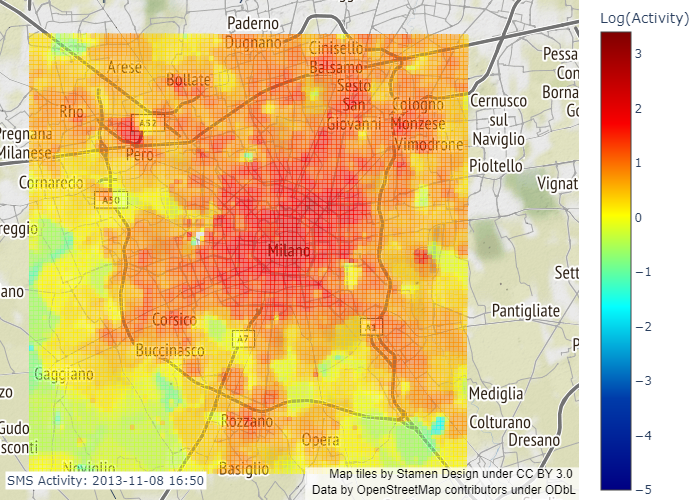 Paderno
Dugnano
Cinisello
Balsamo
Arese
Bollate
Sesto
San
Giovanni
Rho
A52
Cologno
Monzese
Vimodrone
Cernusco
sul
Naviglio
Pessa
Con
Borna
Go
Pregnana
Milanese
Pero
Pioltello
Cornaredo
A50
Vignat
reggio
Milano
Sett
ano
Pantigliate
Corsico
A7
A1
Buccinasco
P
Gaggiano
zo
Mediglia
Gudo
sconti
Rozzano
Opera
Colturano
Dresano
Noviglio
Basiglio
SMS Activity: 2013-11-08 16:50
Map tiles by Stamen Design under CC BY 3.0
Data by OpenStreetMap contributors under ODbL
Log(Activity)
3
2
1
0
−1
−2
−3
−4
−5